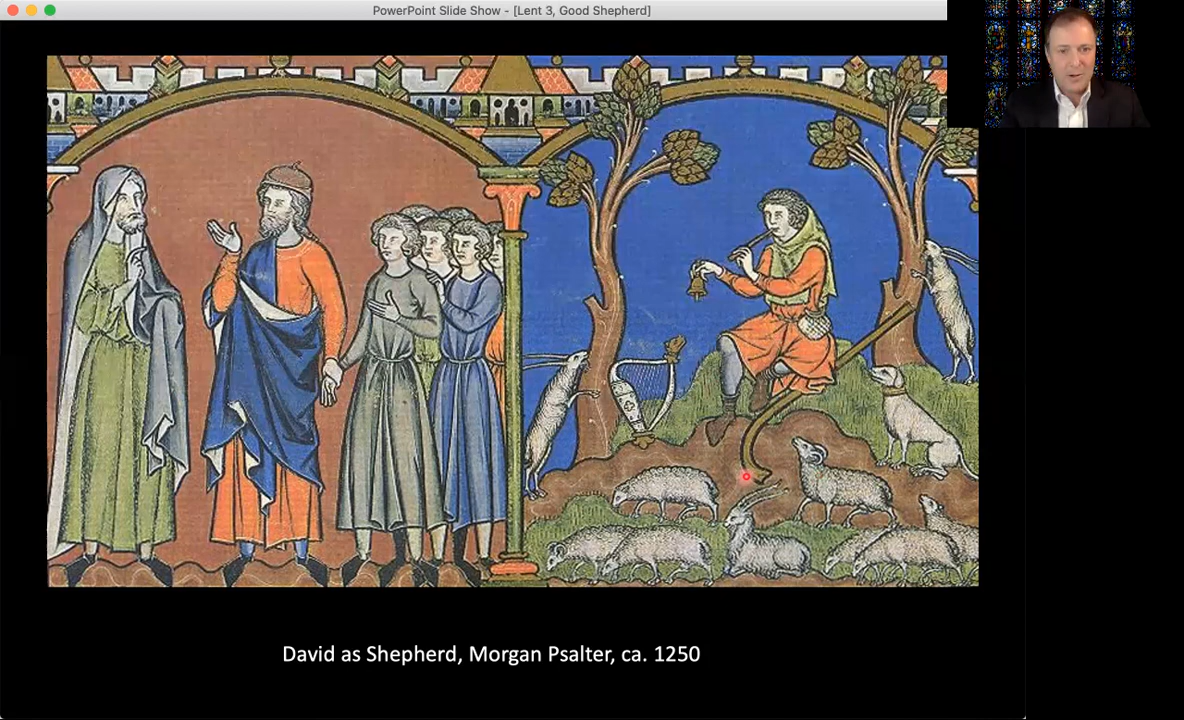 PowerPoint Slide Show - [Lent 3, Good Shepherd]
David as Shepherd, Morgan Psalter, ca. 1250